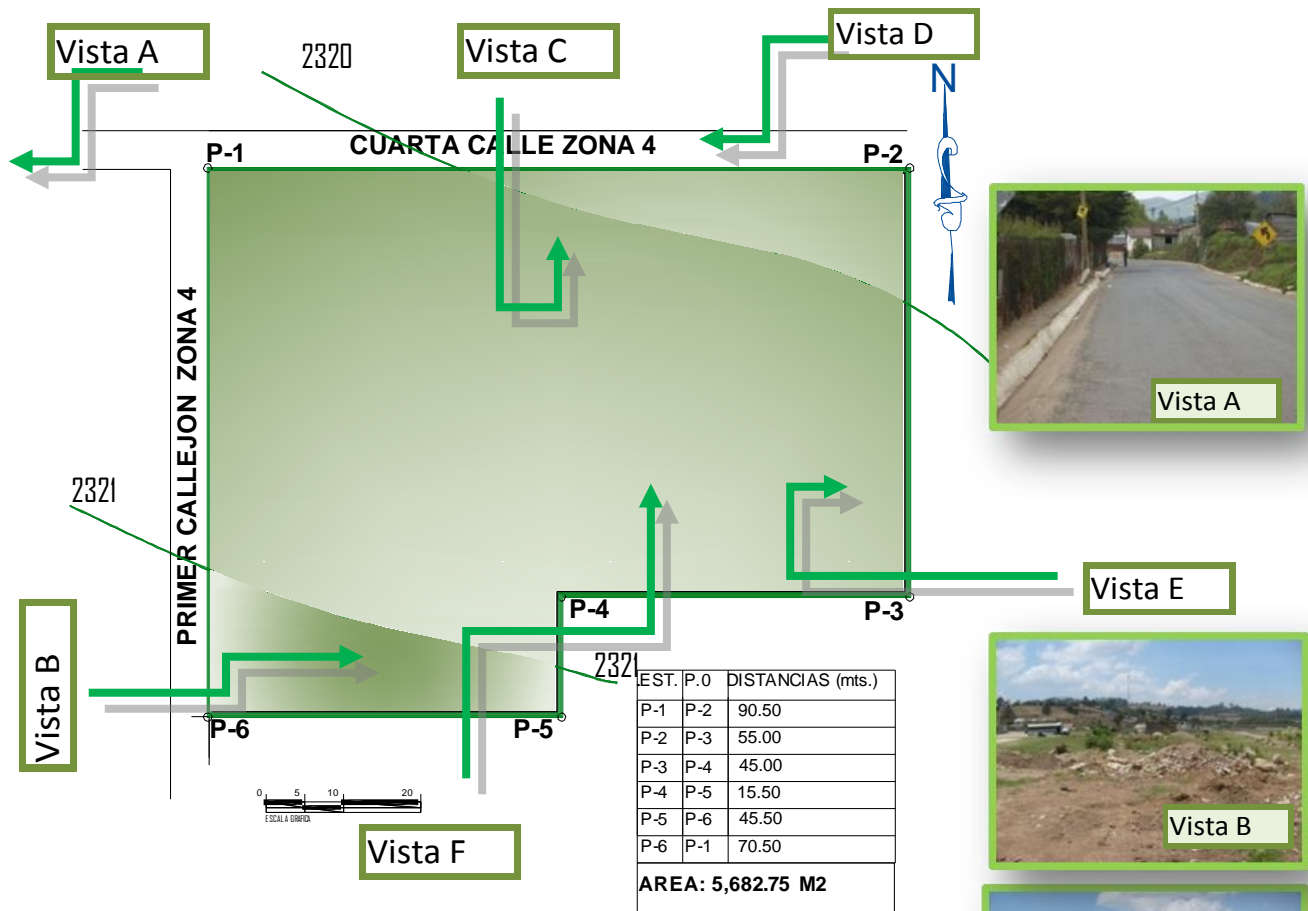 Vista A
2320
Vista C
Vista D
N
CUARTA CALLE ZONA 4
P-1
P-2
PRIMER CALLEJON ZONA 4
Vista A
2321
Vista E
P-4
P-3
Vista B
2321
P-6
P-5
EST. P.0 DISTANCIAS (mts.)
P-1 P-2 90.50
P-2 P-3 55.00
P-3 P-4 45.00
P-4 P-5 15.50
P-5 P-6 45.50
P-6 P-1 70.50
AREA: 5,682.75 M2
0 5 10 20
ESCALA GRAFICA
Vista F
Vista B